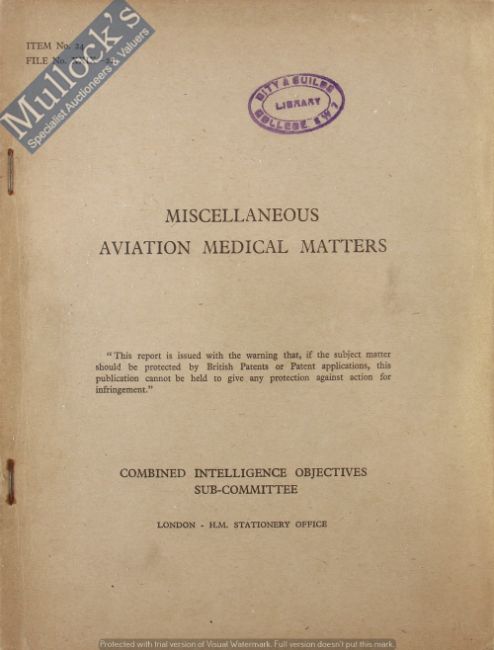 ITEM No. 24
FILE No.
Mullock's
Specialist Auctioneers & Valuers
CITY & GUILDS
LIBRARY
COLLEGE S W 7
MISCELLANEOUS
AVIATION MEDICAL MATTERS
"This report is issued with the warning that, if the subject matter
should be protected by British Patents or Patent applications, this
publication cannot be held to give any protection against action for
infringement."
COMBINED INTELLIGENCE OBJECTIVES
SUB-COMMITTEE
LONDON - H.M. STATIONERY OFFICE
Protected with trial version of Visual Watermark. Full version doesn't put this mark.